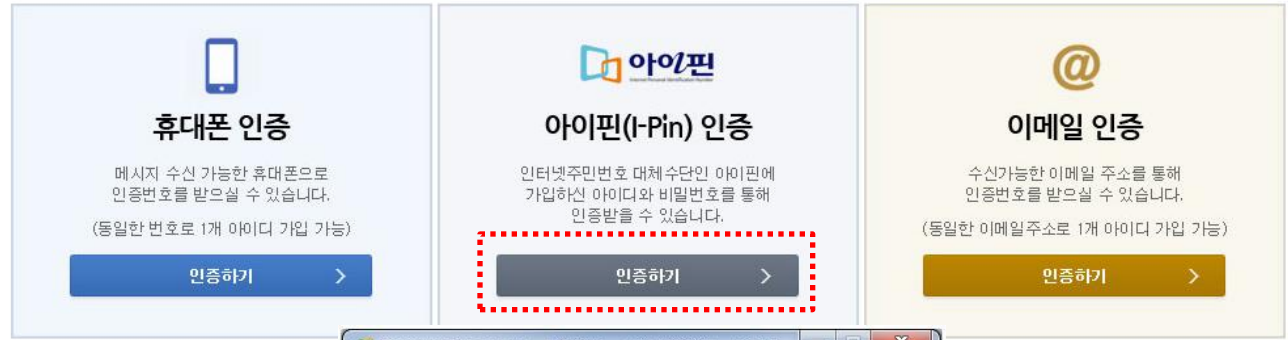 아이핀
휴대폰 인증
메시지 수신 가능한 휴대폰으로
인증번호를 받으실 수 있습니다.
(동일한 번호로 1개 아이디 가입 가능)
인증하기
아이핀(I-Pin) 인증
인터넷주민번호 대체수단인 아이핀에
가입하신 아이디와 비밀번호를 통해
인증받을 수 있습니다.
인증하기
@
이메일 인증
수신가능한 이메일 주소를 통해
인증번호를 받으실 수 있습니다.
(동일한 이메일주소로 1개 아이디 가입 가능)
인증하기